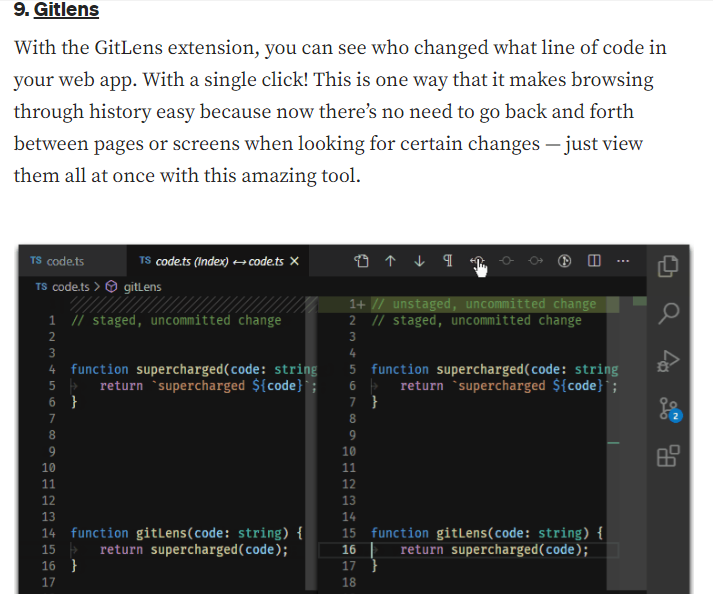 9. Gitlens
With the GitLens extension, you can see who changed what line of code in
your web app. With a single click! This is one way that it makes browsing
through history easy because now there’s no need to go back and forth
between pages or screens when looking for certain changes — just view
them all at once with this amazing tool.
TS code.ts
TS code.ts (Index) ↔ code.ts ×
TS code.ts > gitLens
1 // staged, uncommitted change
2
3
4 function supercharged(code: string
5 return `supercharged ${code}`;
6 }
7
8
9
10
11
12
13
14 function gitLens(code: string) {
15 return supercharged(code);
16 }
17
1+ // unstaged, uncommitted change
2 // staged, uncommitted change
3
4
5 function supercharged(code: string
6 return `supercharged ${code}`;
7 }
8
9
10
11
12
13
14
15 function gitLens(code: string) {
16 return supercharged(code);
17 }
18
2